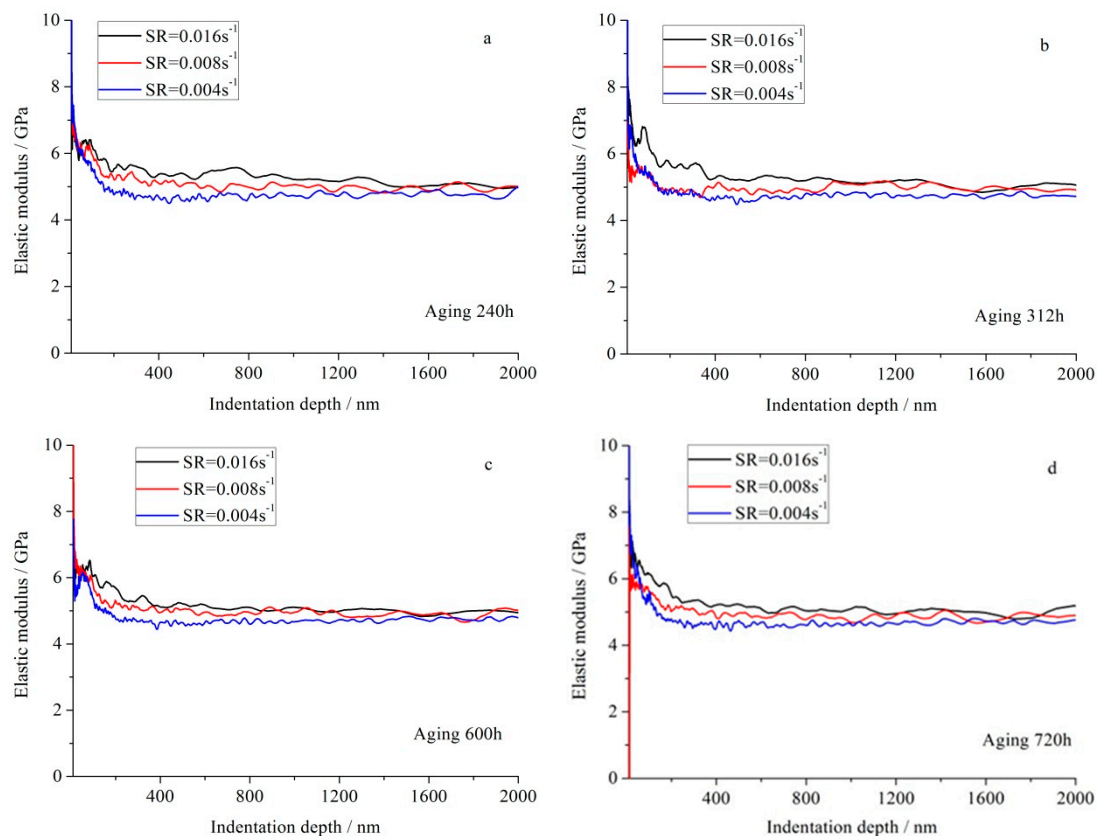 a
SR=0.016s⁻¹
SR=0.008s⁻¹
SR=0.004s⁻¹
10
8
6
4
2
0
Elastic modulus / GPa
Aging 240h
400 800 1200 1600 2000
Indentation depth / nm
b
SR=0.016s⁻¹
SR=0.008s⁻¹
SR=0.004s⁻¹
10
8
6
4
2
0
Elastic modulus / GPa
Aging 312h
400 800 1200 1600 2000
Indentation depth / nm
c
SR=0.016s⁻¹
SR=0.008s⁻¹
SR=0.004s⁻¹
10
8
6
4
2
0
Elastic modulus / GPa
Aging 600h
400 800 1200 1600 2000
Indentation depth / nm
d
SR=0.016s⁻¹
SR=0.008s⁻¹
SR=0.004s⁻¹
10
8
6
4
2
0
Elastic modulus / GPa
Aging 720h
400 800 1200 1600 2000
Indentation depth / nm